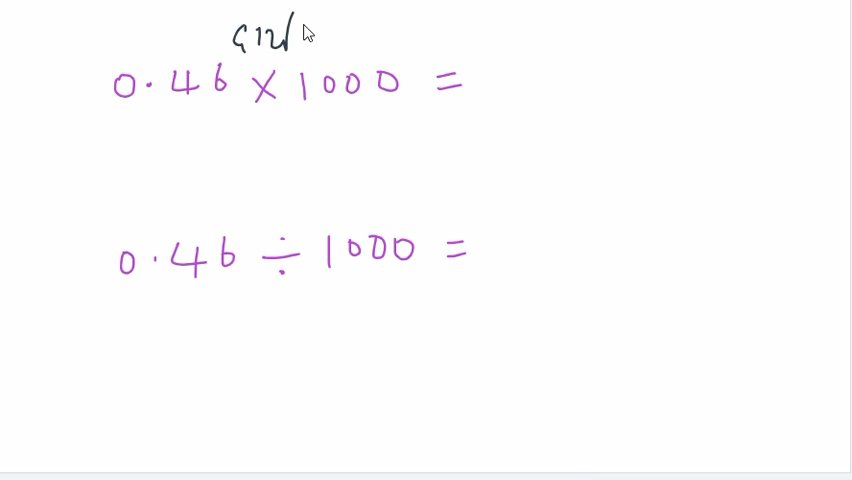 0.46 × 1000 =
0.46 ÷ 1000 =